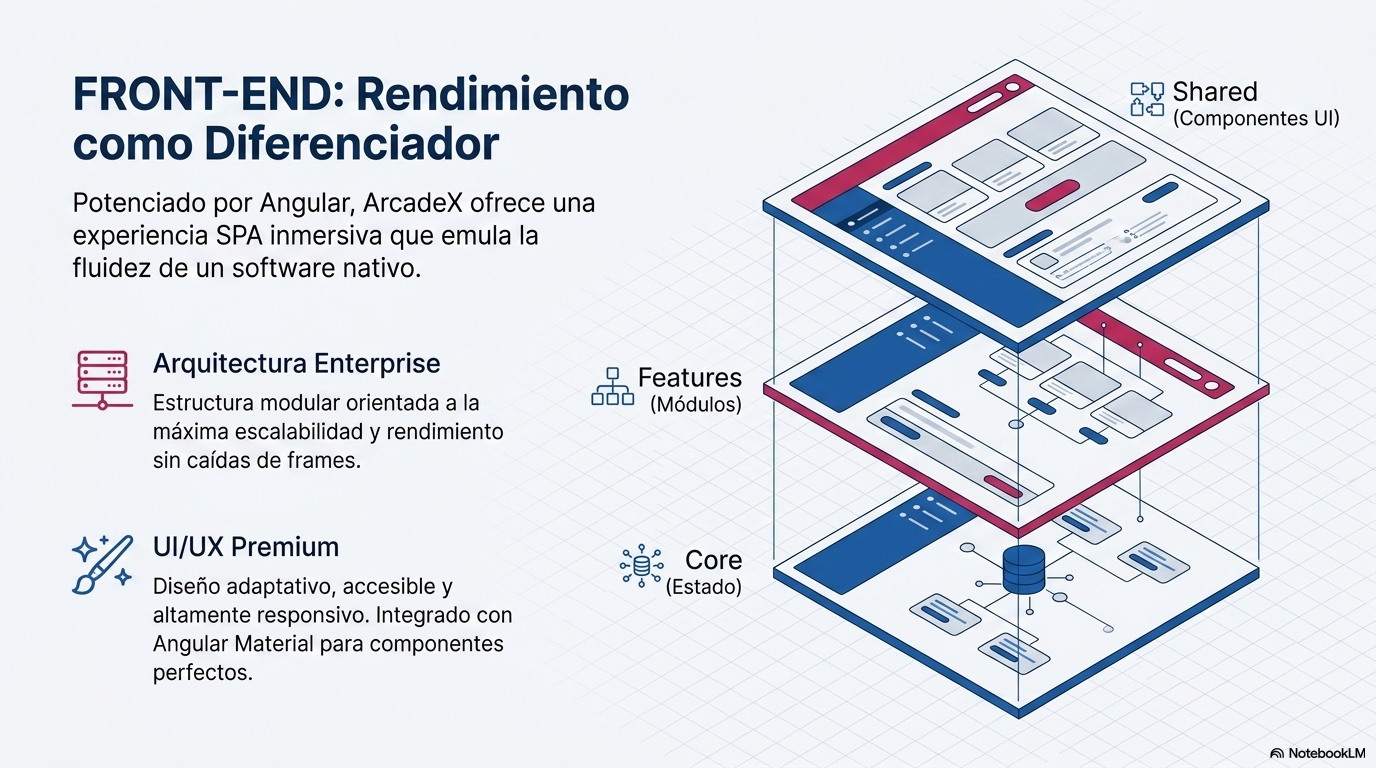 FRONT-END: Rendimiento
como Diferenciador
Potenciado por Angular, ArcadeX ofrece una
experiencia SPA inmersiva que emula la
fluidez de un software nativo.
Arquitectura Enterprise
Estructura modular orientada a la
máxima escalabilidad y rendimiento
sin caídas de frames.
UI/UX Premium
Diseño adaptativo, accesible y
altamente responsivo. Integrado con
Angular Material para componentes
perfectos.
Shared
(Componentes UI)
Features
(Módulos)
Core
(Estado)
NotebookLM